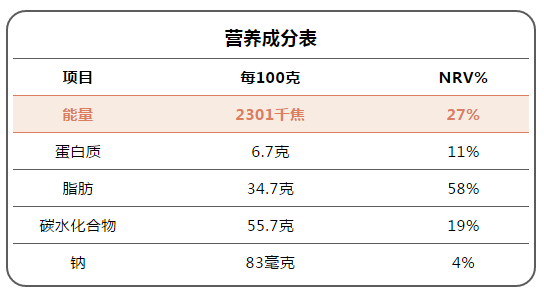 营养成分表
项目 每100克 NRV%
能量 2301千焦 27%
蛋白质 6.7克 11%
脂肪 34.7克 58%
碳水化合物 55.7克 19%
钠 83毫克 4%